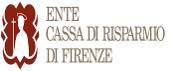 ENTE
CASSA DI RISPARMIO
DI FIRENZE